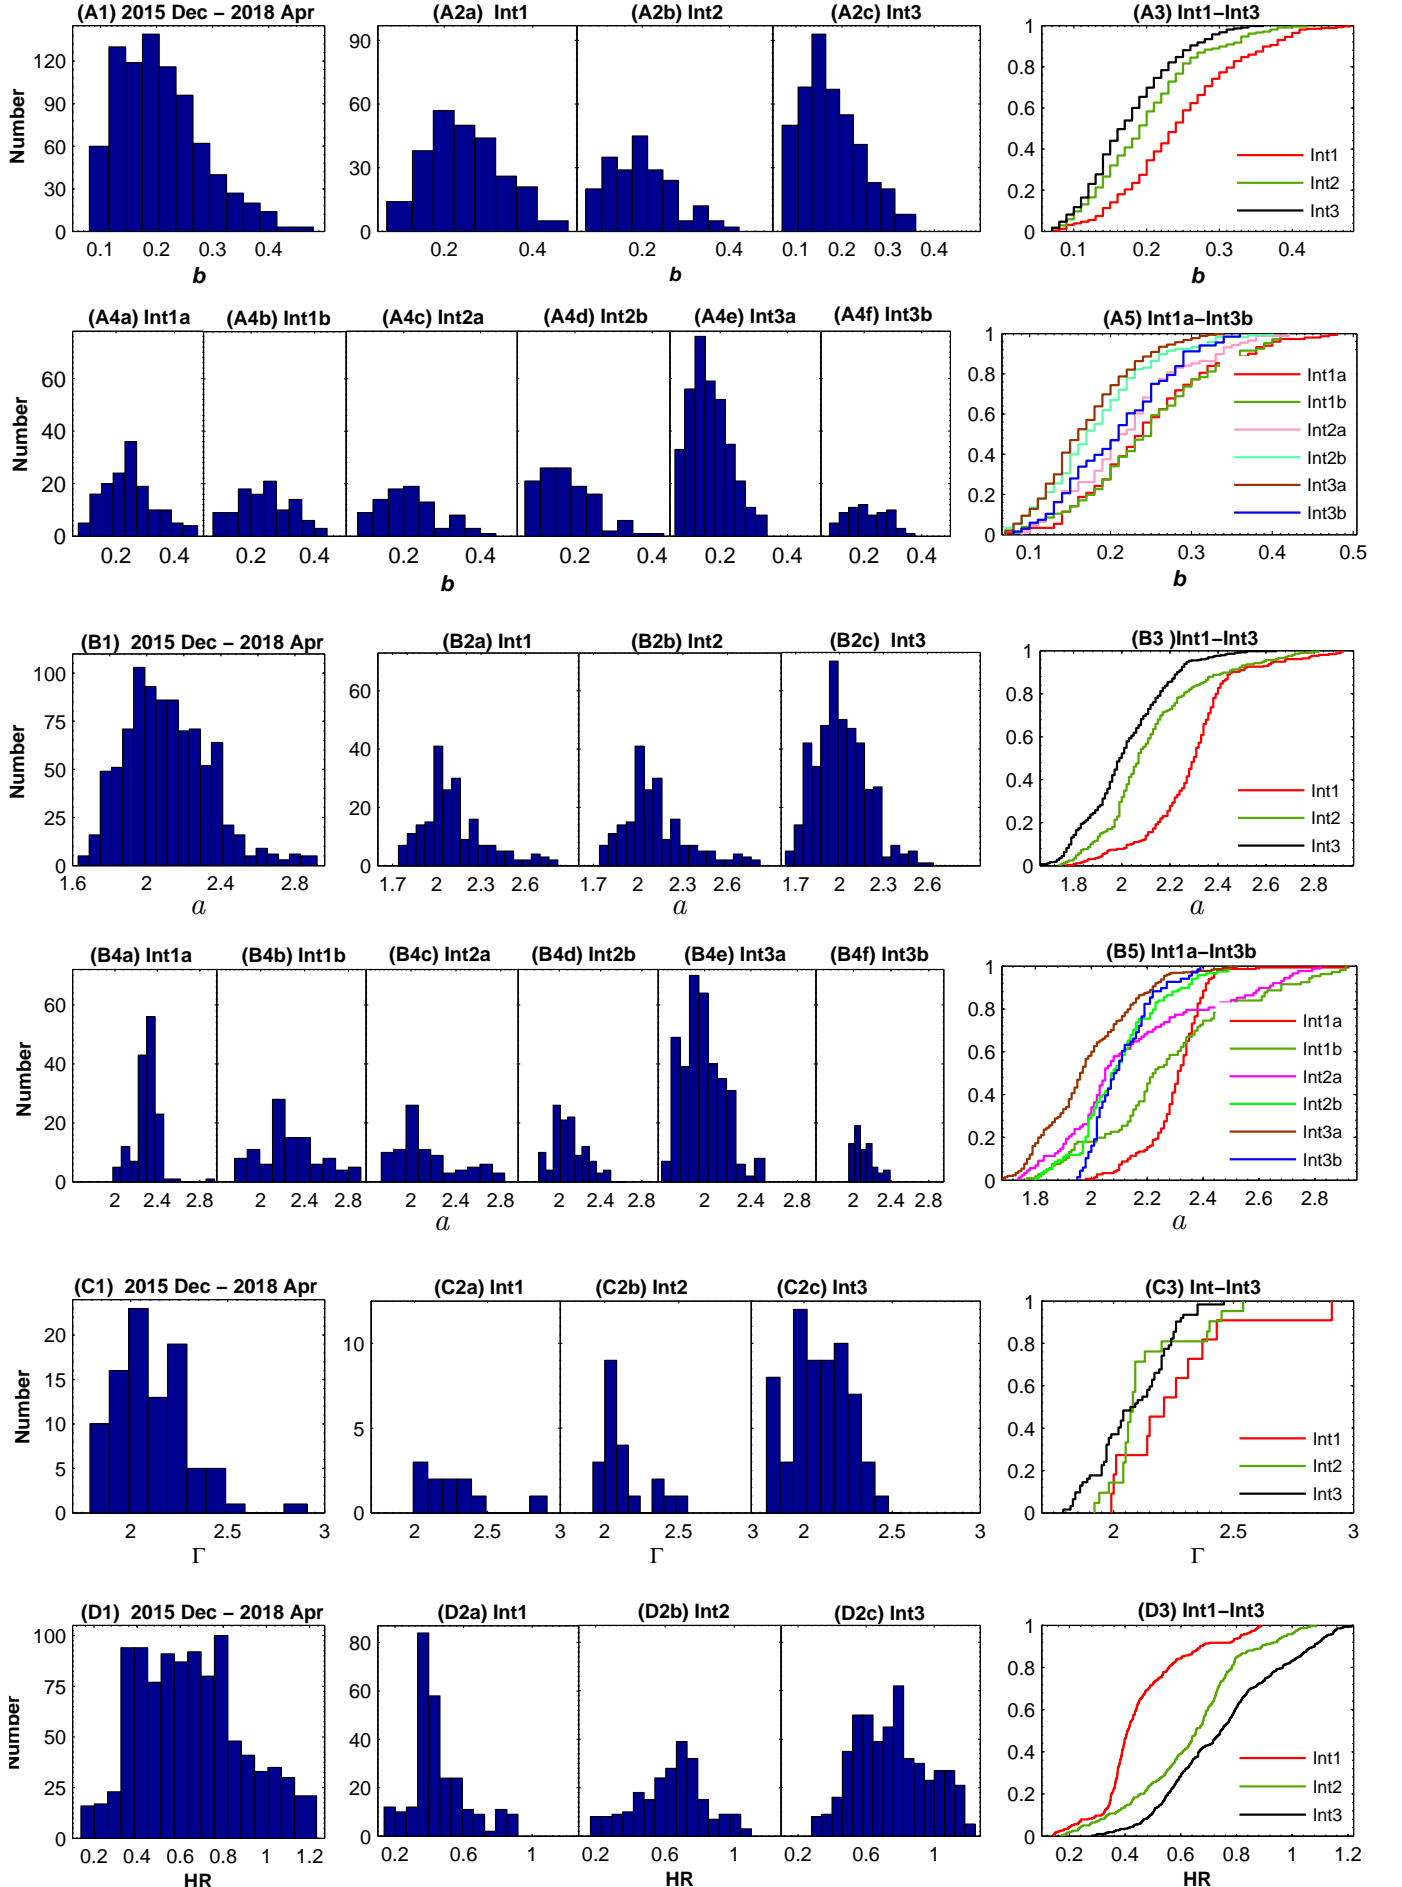 (A1) 2015 Dec − 2018 Apr
(A2a) Int1
(A2b) Int2
(A2c) Int3
(A3) Int1−Int3
Number
0 30 60 90 120
0.1 0.2 0.3 0.4
b
0 30 60 90
0.2 0.4
0.2 0.4
0.1 0.2 0.3 0.4
b
0 0.2 0.4 0.6 0.8 1
0.1 0.2 0.3 0.4
b
Int1
Int2
Int3
(A4a) Int1a
(A4b) Int1b
(A4c) Int2a
(A4d) Int2b
(A4e) Int3a
(A4f) Int3b
(A5) Int1a−Int3b
Number
0 20 40 60
0.2 0.4
0.2 0.4
0.2 0.4
0.2 0.4
0.2 0.4
0.2 0.4
b
0 0.2 0.4 0.6 0.8 1
0.1 0.2 0.3 0.4 0.5
b
Int1a
Int1b
Int2a
Int2b
Int3a
Int3b
(B1) 2015 Dec − 2018 Apr
(B2a) Int1
(B2b) Int2
(B2c) Int3
(B3 )Int1−Int3
Number
0 25 50 75 100
1.6 2 2.4 2.8
a
0 20 40 60
1.7 2 2.3 2.6
1.7 2 2.3 2.6
1.7 2 2.3 2.6
a
0 0.2 0.4 0.6 0.8 1
1.8 2 2.2 2.4 2.6 2.8
a
Int1
Int2
Int3
(B4a) Int1a
(B4b) Int1b
(B4c) Int2a
(B4d) Int2b
(B4e) Int3a
(B4f) Int3b
(B5) Int1a−Int3b
Number
0 20 40 60
2 2.4 2.8
2 2.4 2.8
2 2.4 2.8
2 2.4 2.8
2 2.4 2.8
2 2.4 2.8
a
0 0.2 0.4 0.6 0.8 1
1.8 2 2.2 2.4 2.6 2.8
a
Int1a
Int1b
Int2a
Int2b
Int3a
Int3b
(C1) 2015 Dec − 2018 Apr
(C2a) Int1
(C2b) Int2
(C2c) Int3
(C3) Int−Int3
Number
0 5 10 15 20
2 2.5 3
Γ
0 5 10
2 2.5 3
2 2.5
2 2.5 3
Γ
0 0.2 0.4 0.6 0.8 1
2 2.5 3
Γ
Int1
Int2
Int3
(D1) 2015 Dec − 2018 Apr
(D2a) Int1
(D2b) Int2
(D2c) Int3
(D3) Int1−Int3
Number
0 25 50 75 100
0.2 0.4 0.6 0.8 1 1.2
HR
0 20 40 60 80
0.2 0.6 1
0.2 0.6 1
0.2 0.6 1
HR
0 0.2 0.4 0.6 0.8 1
0.2 0.4 0.6 0.8 1 1.2
HR
Int1
Int2
Int3